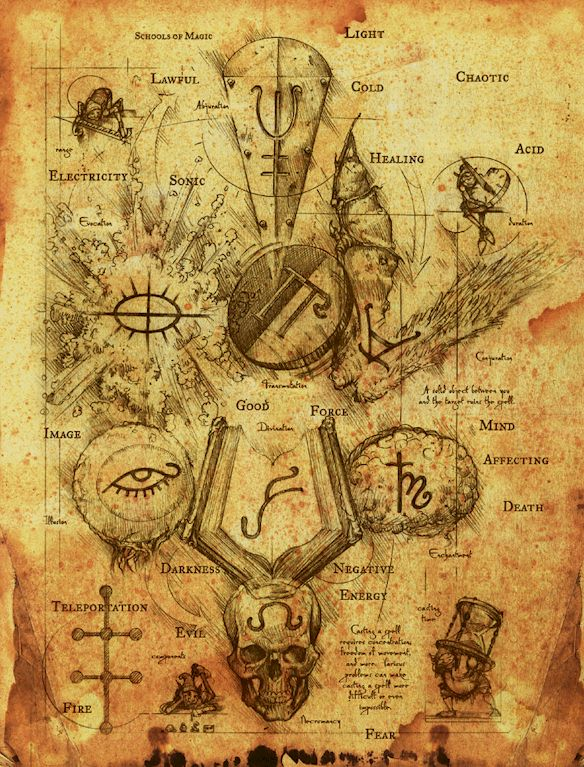 Schools of Magic
Light
Lawful
Cold
Chaotic
Abjuration
range
Healing
Acid
Electricity
Sonic
Evocation
duration
Conjuration
Transmutation
A solid object between you
and the target ruins the spell.
Good
Force
Divination
Image
Mind
Affecting
Illusion
Death
Enchantment
Darkness
Negative
Energy
Teleportation
Evil
casting
time
components
Casting a spell
requires concentration,
freedom of movement,
and more. Various
problems can make
casting a spell more
difficult or even
impossible.
Fire
Necromancy
Fear